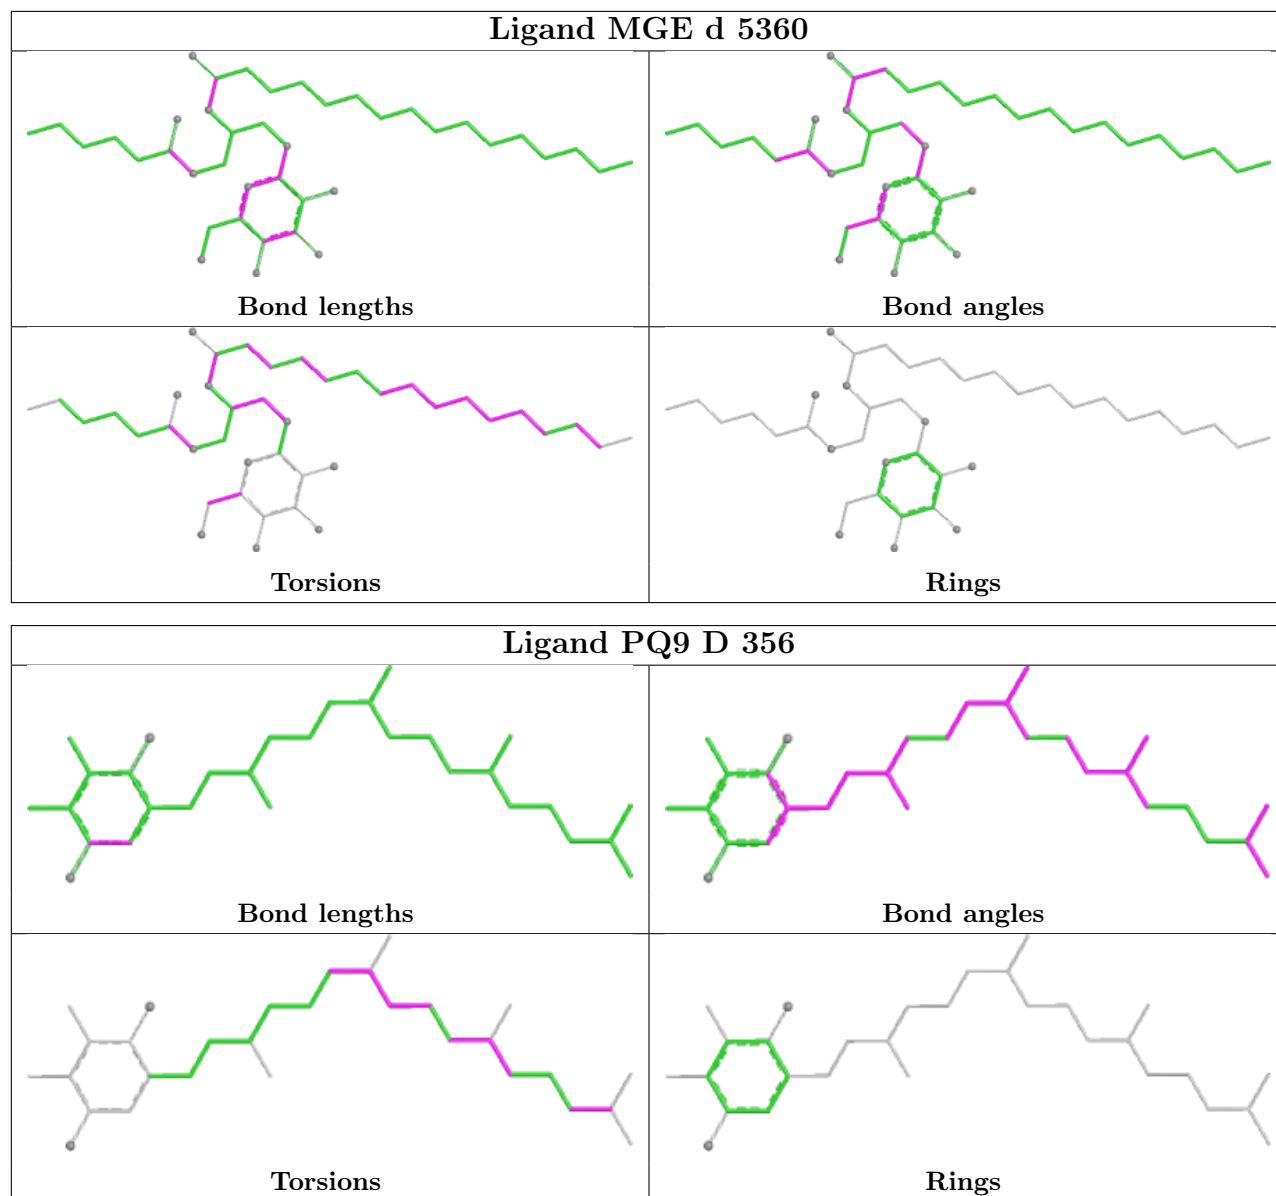 Ligand MGE d 5360
Bond lengths
Bond angles
Torsions
Rings
Ligand PQ9 D 356
Bond lengths
Bond angles
Torsions
Rings